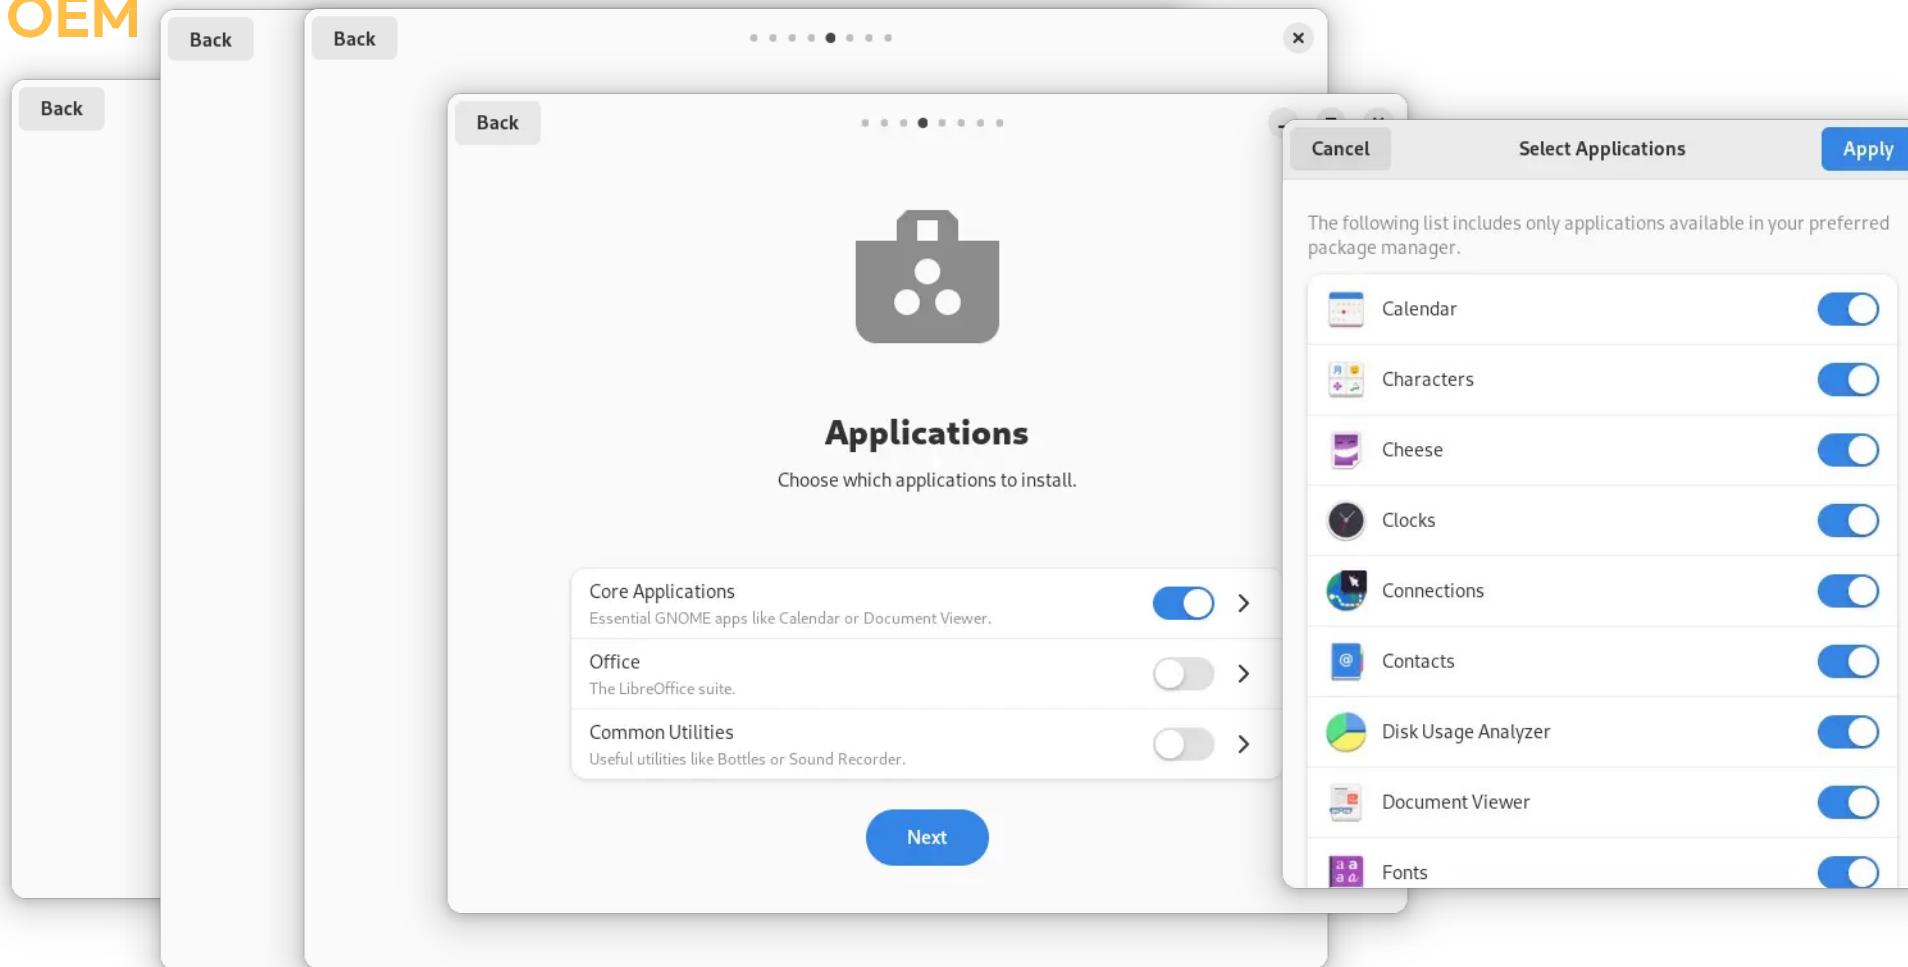 OEM
Back
Back
Back
Back
Applications
Choose which applications to install.
Core Applications
Essential GNOME apps like Calendar or Document Viewer.
Office
The LibreOffice suite.
Common Utilities
Useful utilities like Bottles or Sound Recorder.
Next
Cancel
Select Applications
Apply
The following list includes only applications available in your preferred
package manager.
Calendar
Characters
Cheese
Clocks
Connections
Contacts
Disk Usage Analyzer
Document Viewer
Fonts